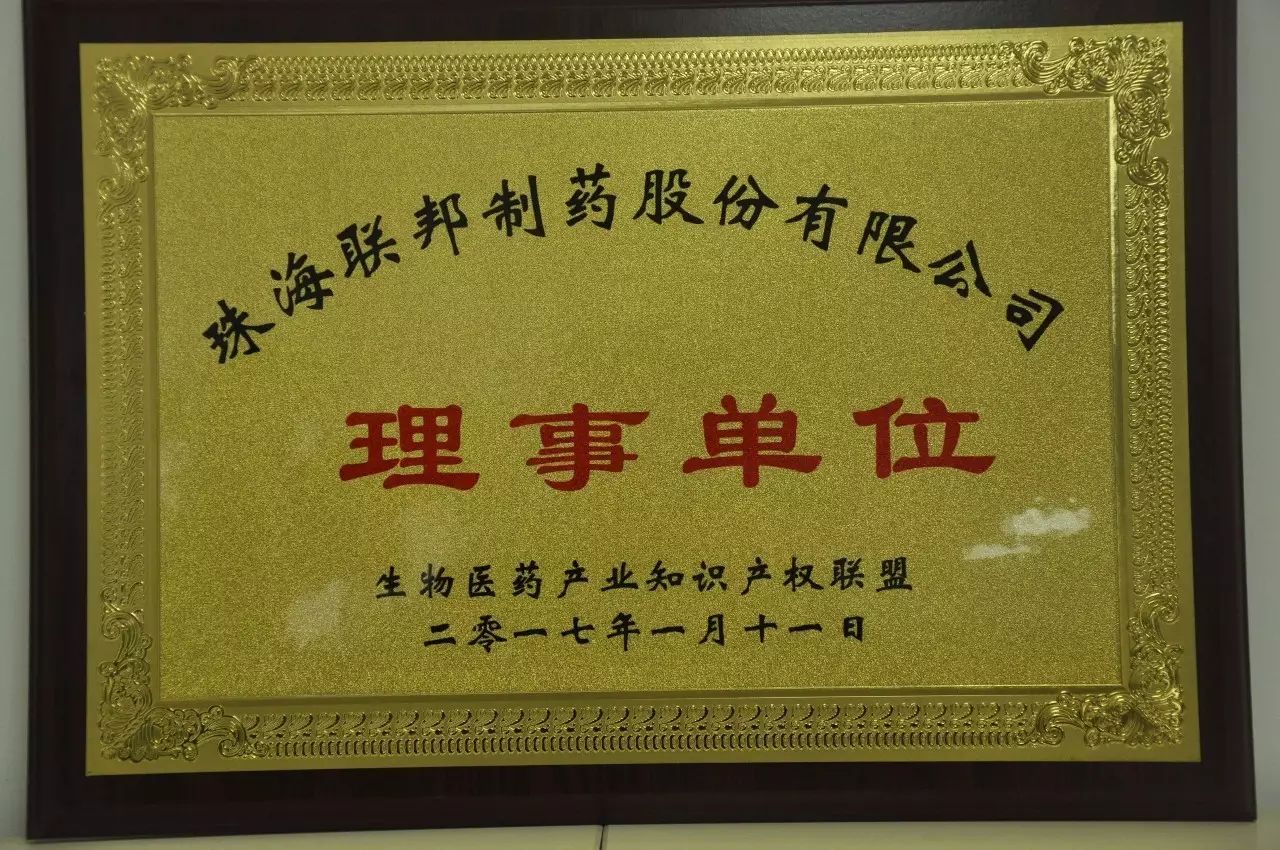 珠海联邦制药股份有限公司
理事单位
生物医药产业知识产权联盟
二零一七年一月十一日